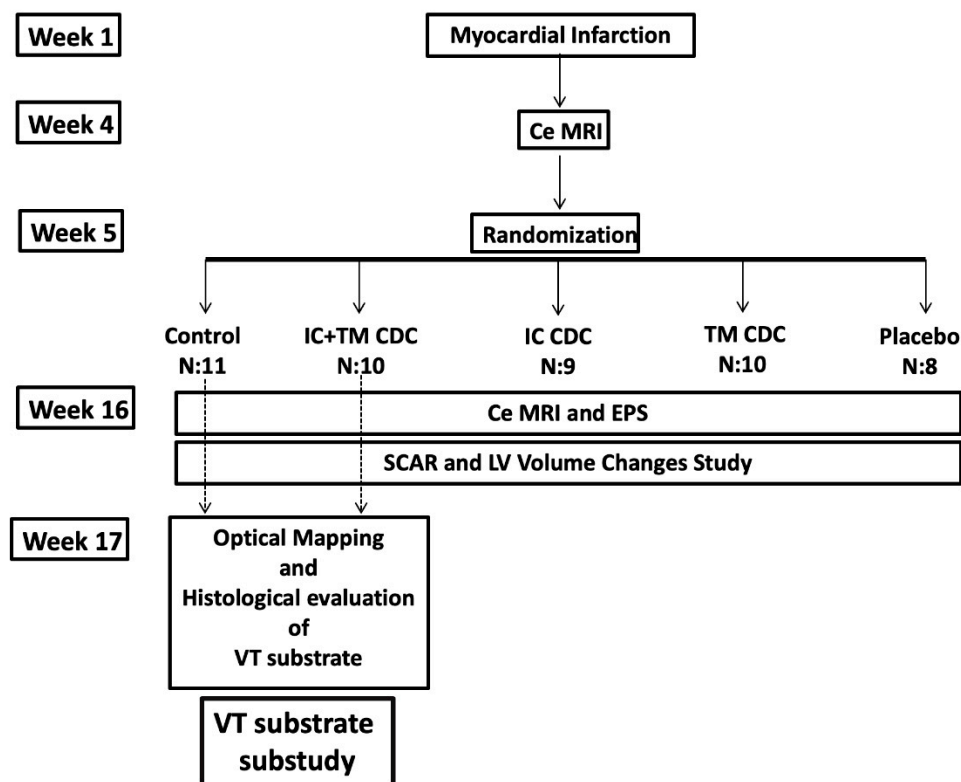 Week 1
Myocardial Infarction
Week 4
Ce MRI
Week 5
Randomization
Control
N:11
IC+TM CDC
N:10
IC CDC
N:9
TM CDC
N:10
Placebo
N:8
Week 16
Ce MRI and EPS
SCAR and LV Volume Changes Study
Week 17
Optical Mapping
and
Histological evaluation
of
VT substrate
VT substrate
substudy